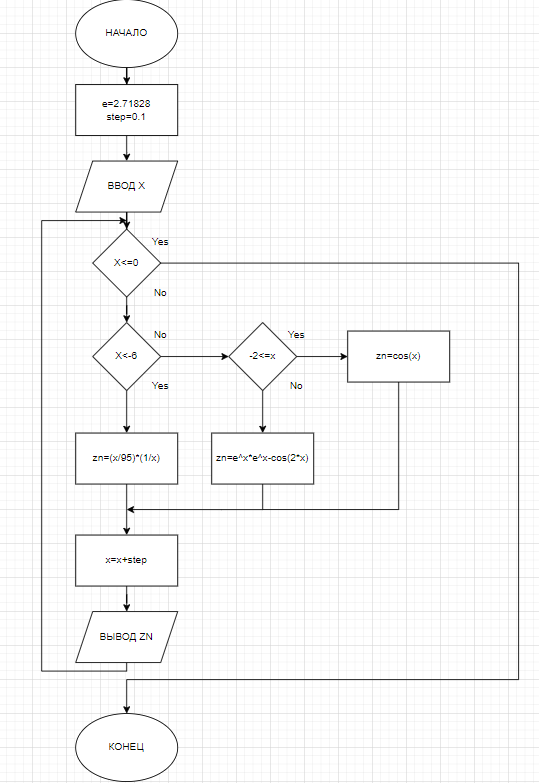 НАЧАЛО
e=2.71828
step=0.1
ВВОД X
Yes
X<=0
No
No
Yes
X<-6
-2<=x
zn=cos(x)
Yes
No
zn=(x/95)*(1/x)
zn=e^x*e^x-cos(2*x)
x=x+step
ВЫВОД ZN
КОНЕЦ